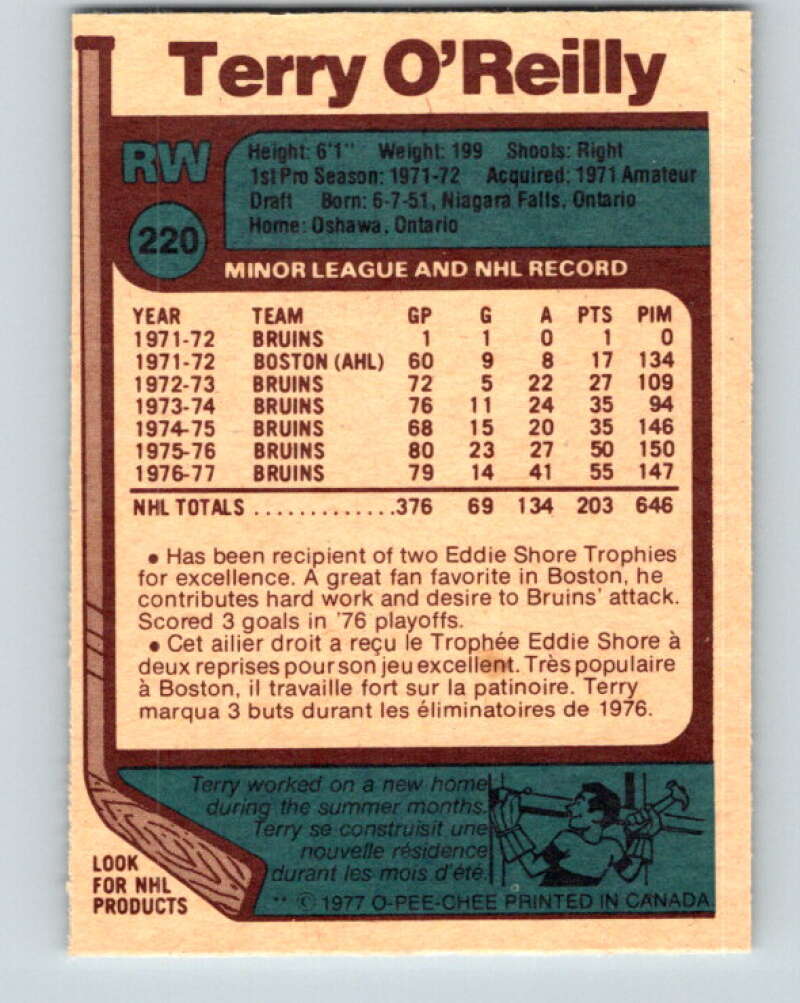 Terry O'Reilly
RW
220
Height: 6'1" Weight: 199 Shoots: Right
1st Pro Season: 1971-72 Acquired: 1971 Amateur
Draft Born: 6-7-51, Niagara Falls, Ontario
Home: Oshawa, Ontario
MINOR LEAGUE AND NHL RECORD
YEAR TEAM GP G A PTS PIM
1971-72 BRUINS 1 1 0 1 0
1971-72 BOSTON (AHL) 60 9 8 17 134
1972-73 BRUINS 72 5 22 27 109
1973-74 BRUINS 76 11 24 35 94
1974-75 BRUINS 68 15 20 35 146
1975-76 BRUINS 80 23 27 50 150
1976-77 BRUINS 79 14 41 55 147
NHL TOTALS .............376 69 134 203 646
• Has been recipient of two Eddie Shore Trophies
for excellence. A great fan favorite in Boston, he
contributes hard work and desire to Bruins' attack.
Scored 3 goals in '76 playoffs.
• Cet ailier droit a reçu le Trophée Eddie Shore à
deux reprises pour son jeu excellent. Très populaire
à Boston, il travaille fort sur la patinoire. Terry
marqua 3 buts durant les éliminatoires de 1976.
Terry worked on a new home
during the summer months.
Terry se construisit une
nouvelle résidence
durant les mois d'été.
LOOK
FOR NHL
PRODUCTS
** © 1977 O-PEE-CHEE PRINTED IN CANADA